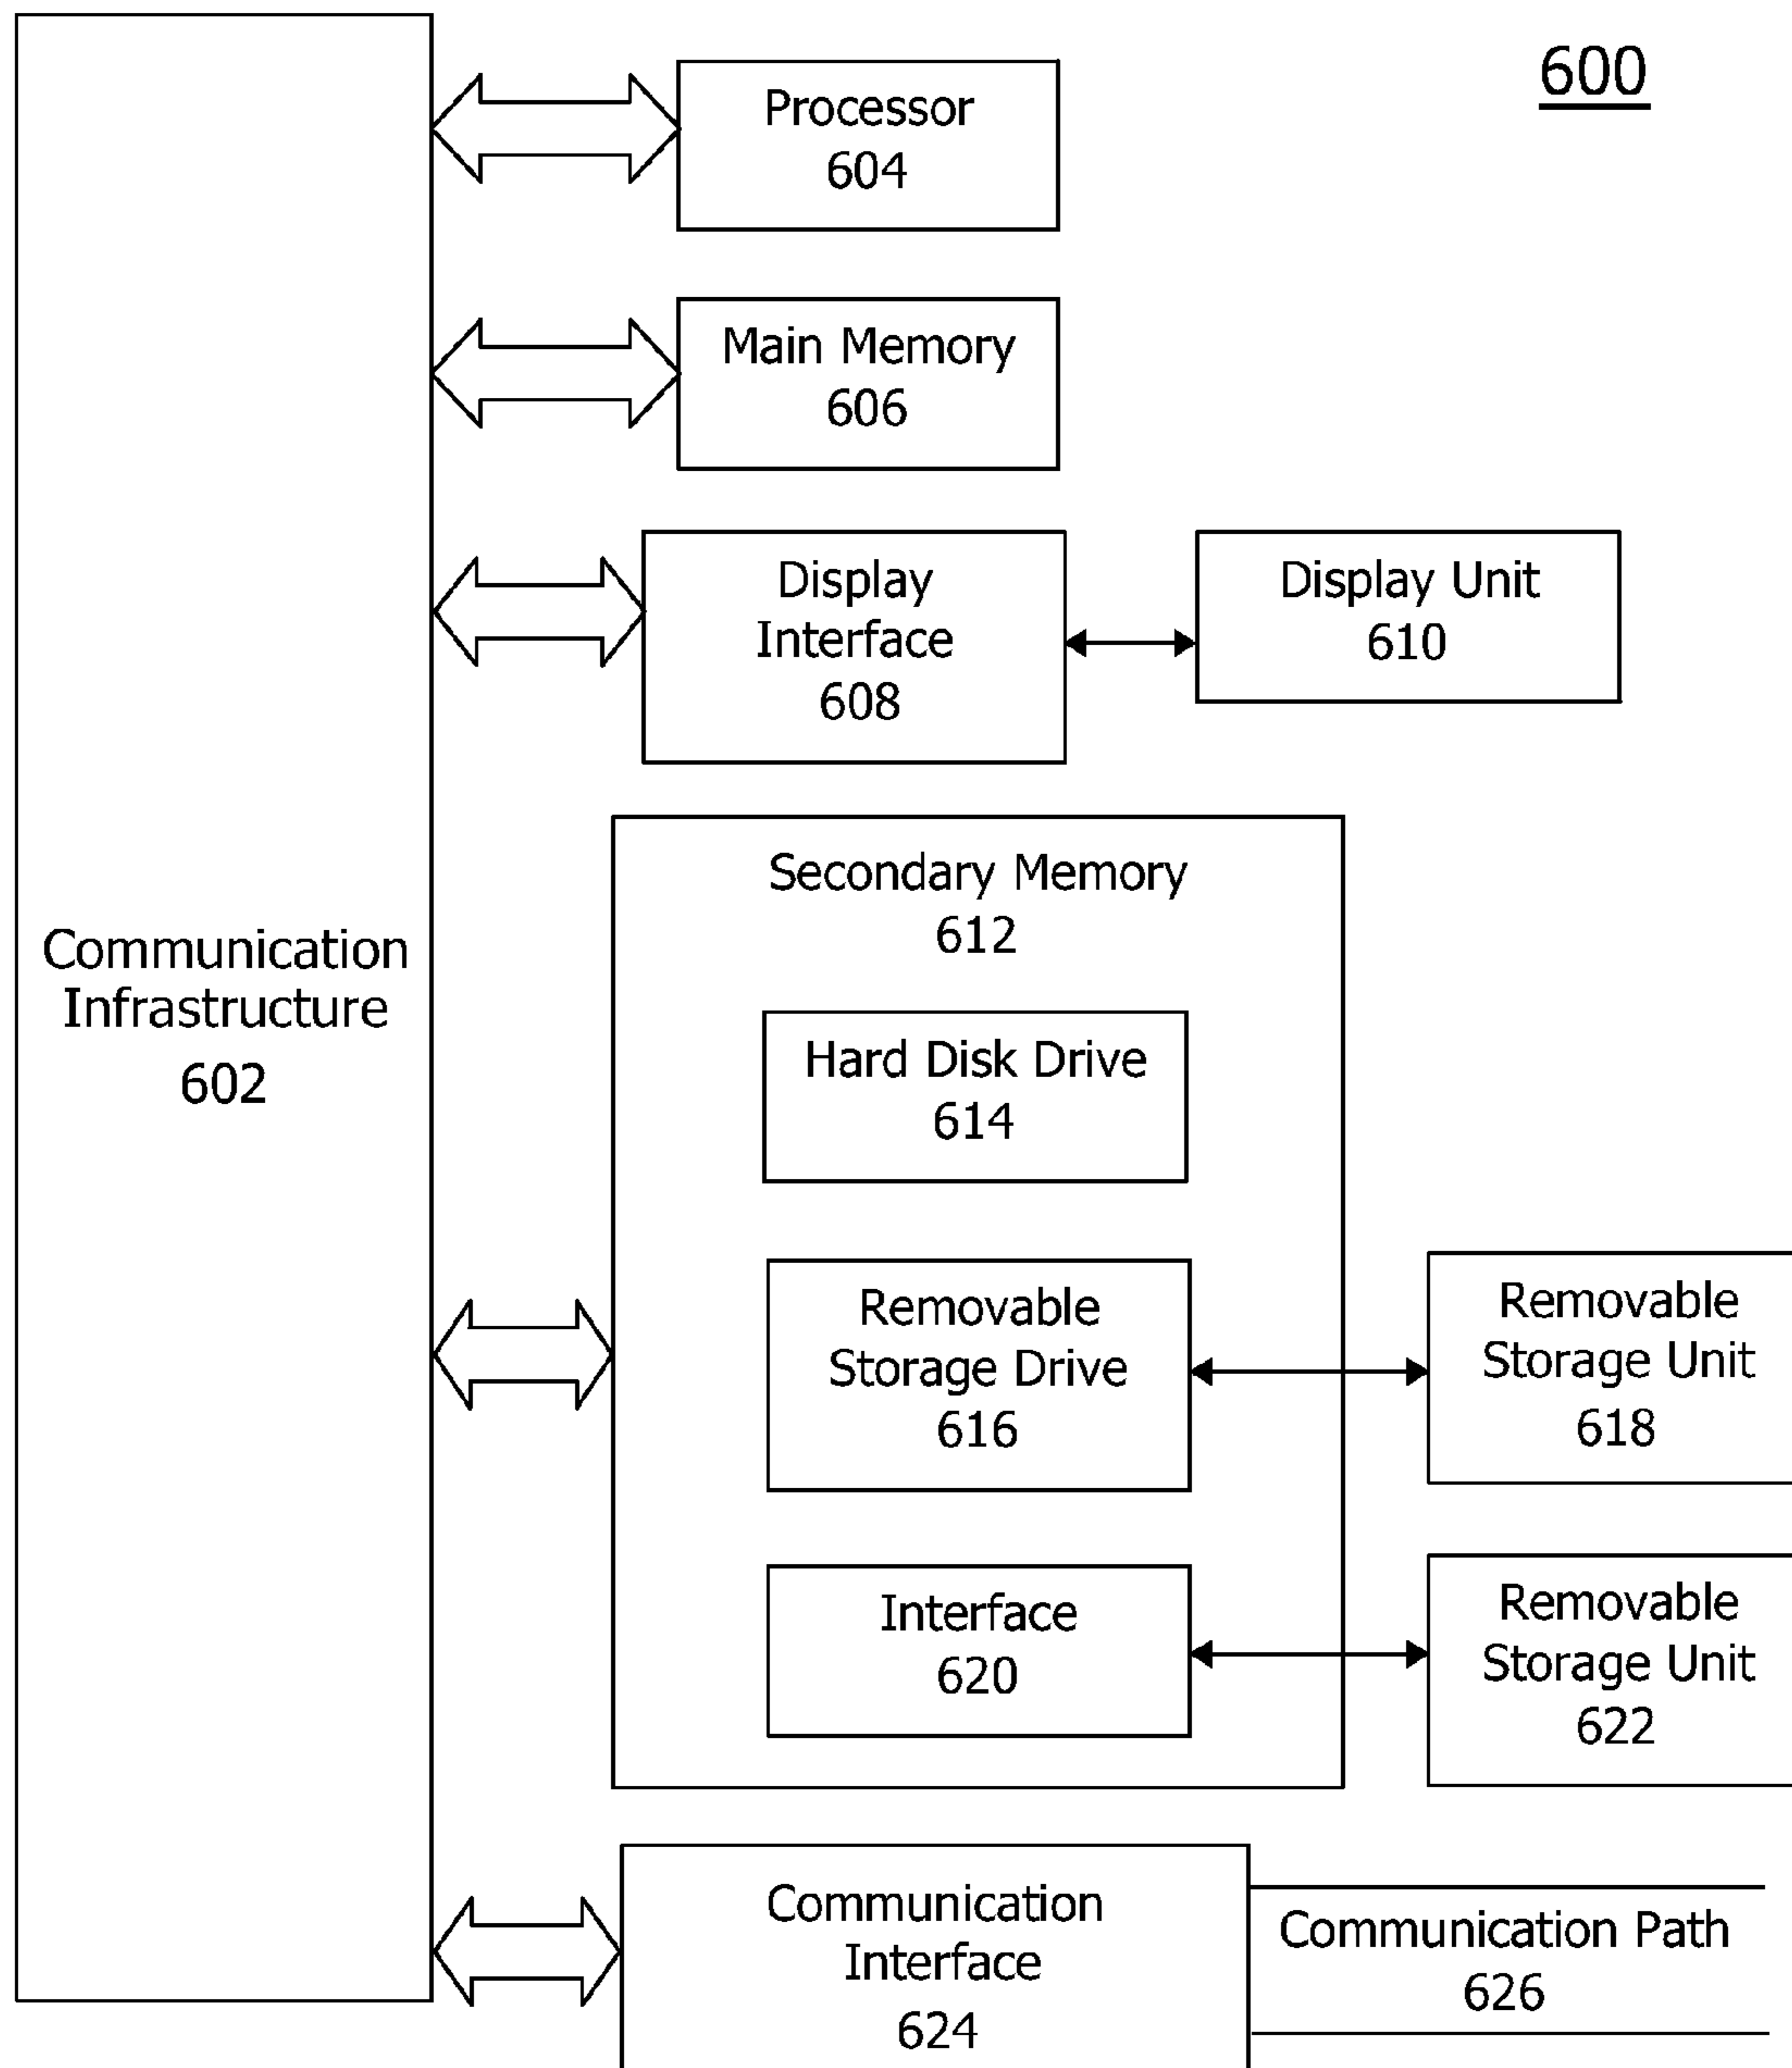 600
Processor
604
Main Memory
606
Display
Interface
608
Display Unit
610
Secondary Memory
612
Communication
Infrastructure
602
Hard Disk Drive
614
Removable
Storage Drive
616
Removable
Storage Unit
618
Interface
620
Removable
Storage Unit
622
Communication
Interface
624
Communication Path
626